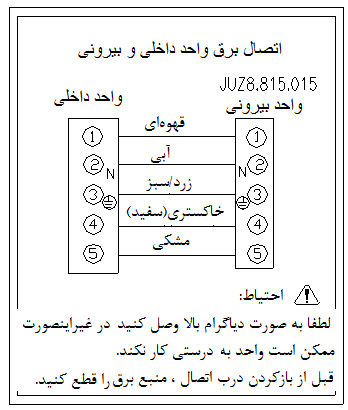 اتصال برق واحد داخلی و بیرونی
JUZ8.815.015
واحد داخلی
واحد بیرونی
قهوه‌ای
1 1
آبی
2 N N 2
زرد/سبز
3 3
خاکستری(سفید)
4 4
مشکی
5 5
احتیاط:
لطفا به صورت دیاگرام بالا وصل کنید در غیراینصورت
ممکن است واحد به درستی کار نکند.
قبل از بازکردن درب اتصال ، منبع برق را قطع کنید.